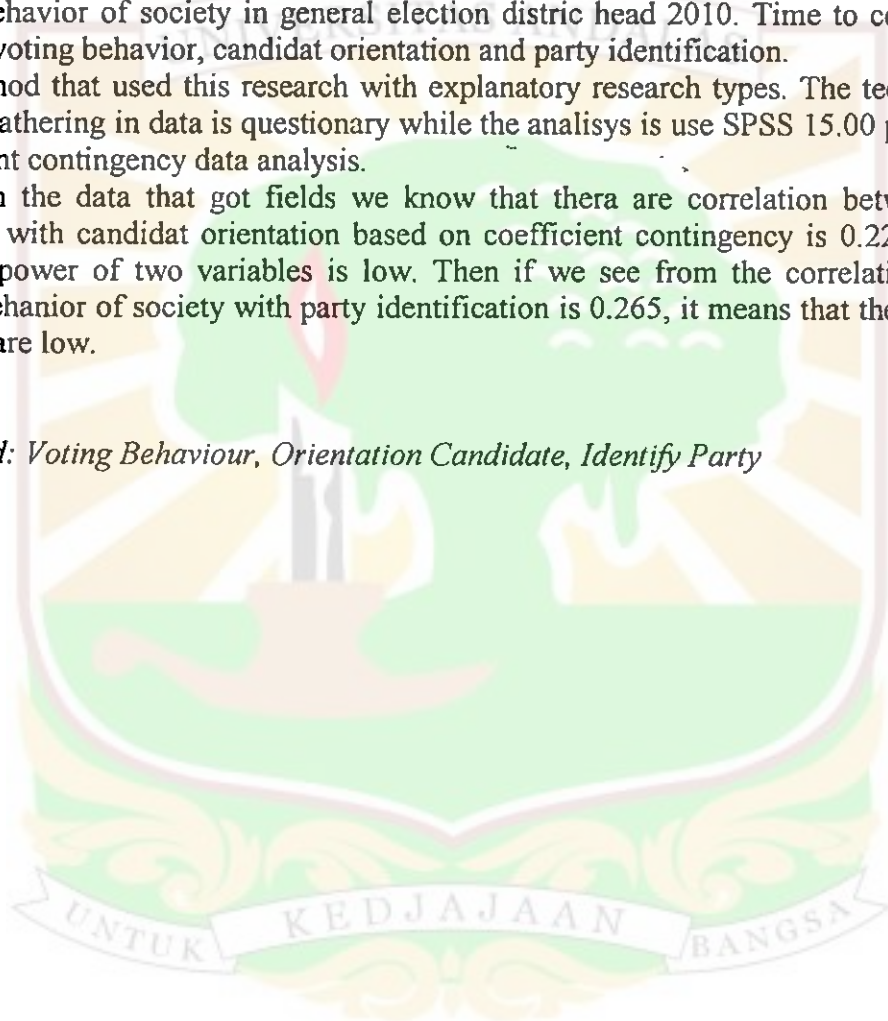 ehavior of society in general election distric head 2010. Time to c
voting behavior, candidat orientation and party identification.
nod that used this research with explanatory research types. The te
athering in data is questionary while the analisys is use SPSS 15.00
nt contingency data analysis.
n the data that got fields we know that thera are correlation bet
with candidat orientation based on coefficient contingency is 0.22
power of two variables is low. Then if we see from the correlati
ehanior of society with party identification is 0.265, it means that the
are low.
d: Voting Behaviour, Orientation Candidate, Identify Party
UNTUK KEDJAJAAN BANGSA